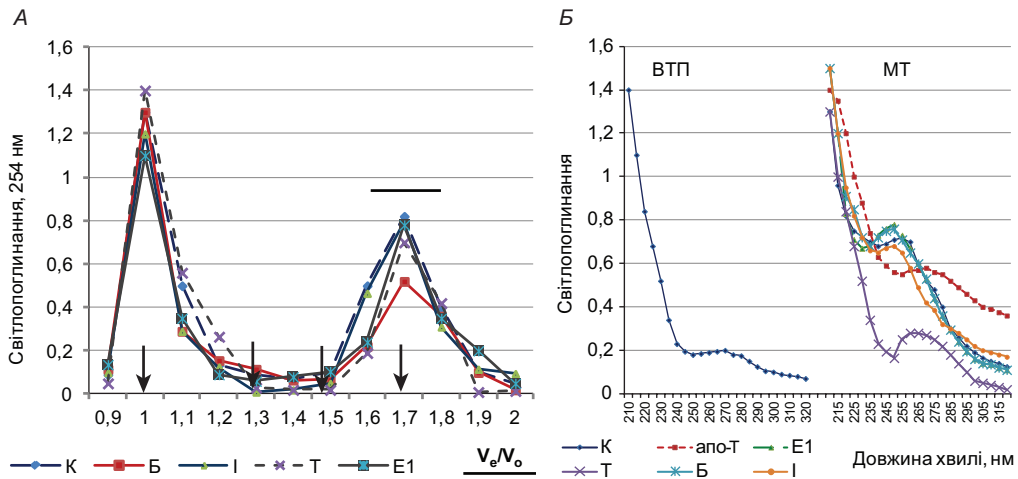 А
Світлопоглинання, 254 нм
1,6
1,4
1,2
1
0,8
0,6
0,4
0,2
0
0,9 1 1,1 1,2 1,3 1,4 1,5 1,6 1,7 1,8 1,9 2
К Б І Т Е1
Ve/Vo
Б
Світлопоглинання
1,6
1,4
1,2
1
0,8
0,6
0,4
0,2
0
ВТП МТ
210 220 230 240 250 260 270 280 290 300 310 320 215 225 235 245 255 265 275 285 295 305 315
К апо-т Е1
Т Б І
Довжина хвилі, нм